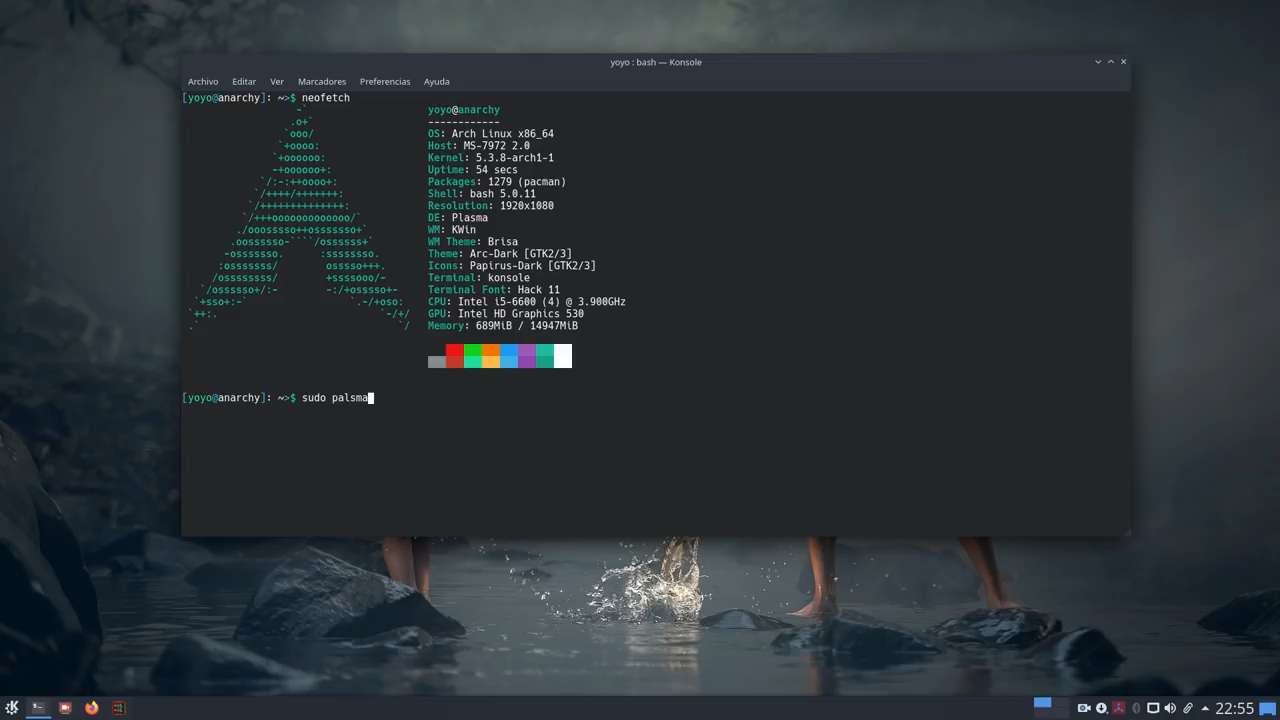 yoyo : bash — Konsole
Archivo Editar Ver Marcadores Preferencias Ayuda
[yoyo@anarchy]: ~>$ neofetch
yoyo@anarchy
------------
OS: Arch Linux x86_64
Host: MS-7972 2.0
Kernel: 5.3.8-arch1-1
Uptime: 54 secs
Packages: 1279 (pacman)
Shell: bash 5.0.11
Resolution: 1920x1080
DE: Plasma
WM: KWin
WM Theme: Brisa
Theme: Arc-Dark [GTK2/3]
Icons: Papirus-Dark [GTK2/3]
Terminal: konsole
Terminal Font: Hack 11
CPU: Intel i5-6600 (4) @ 3.900GHz
GPU: Intel HD Graphics 530
Memory: 689MiB / 14947MiB
[yoyo@anarchy]: ~>$ sudo palsma
22:55